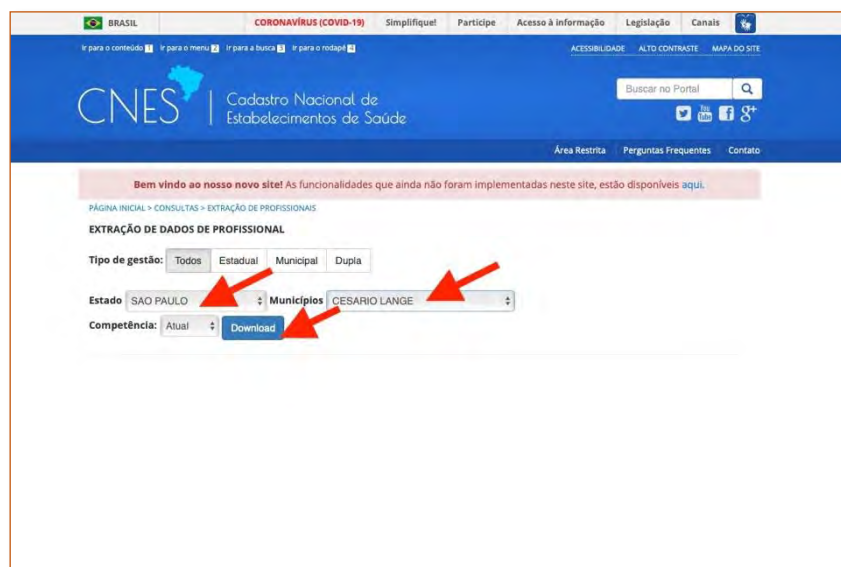 BRASIL CORONAVÍRUS (COVID-19) Simplifique! Participe Acesso à informação Legislação Canais
Ir para o conteúdo 1 Ir para o menu 2 Ir para a busca 3 Ir para o rodapé 4 ACESSIBILIDADE ALTO CONTRASTE MAPA DO SITE
Buscar no Portal
CNES Cadastro Nacional de
Estabelecimentos de Saúde
You Tube f g+
Área Restrita Perguntas Frequentes Contato
Bem vindo ao nosso novo site! As funcionalidades que ainda não foram implementadas neste site, estão disponíveis aqui.
PÁGINA INICIAL > CONSULTAS > EXTRAÇÃO DE PROFISSIONAIS
EXTRAÇÃO DE DADOS DE PROFISSIONAL
Tipo de gestão: Todos Estadual Municipal Dupla
Estado SAO PAULO Municípios CESARIO LANGE
Competência: Atual Download